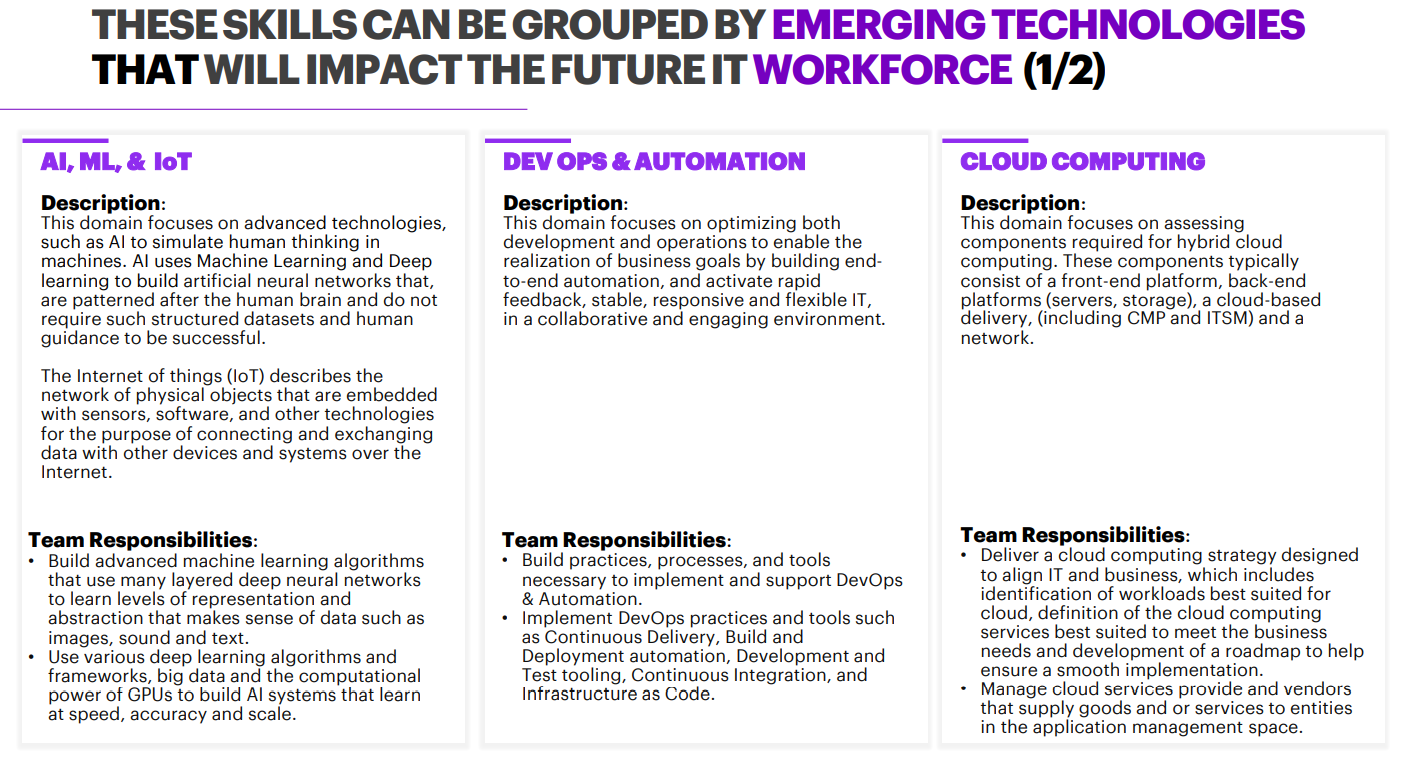 THESE SKILLS CAN BE GROUPED BY EMERGING TECHNOLOGIES
THAT WILL IMPACT THE FUTURE IT WORKFORCE (1/2)
AI, ML, & IoT
Description:
This domain focuses on advanced technologies,
such as AI to simulate human thinking in
machines. AI uses Machine Learning and Deep
learning to build artificial neural networks that,
are patterned after the human brain and do not
require such structured datasets and human
guidance to be successful.
The Internet of things (IoT) describes the
network of physical objects that are embedded
with sensors, software, and other technologies
for the purpose of connecting and exchanging
data with other devices and systems over the
Internet.
Team Responsibilities:
• Build advanced machine learning algorithms
that use many layered deep neural networks
to learn levels of representation and
abstraction that makes sense of data such as
images, sound and text.
• Use various deep learning algorithms and
frameworks, big data and the computational
power of GPUs to build AI systems that learn
at speed, accuracy and scale.
DEV OPS & AUTOMATION
Description:
This domain focuses on optimizing both
development and operations to enable the
realization of business goals by building end-
to-end automation, and activate rapid
feedback, stable, responsive and flexible IT,
in a collaborative and engaging environment.
Team Responsibilities:
• Build practices, processes, and tools
necessary to implement and support DevOps
& Automation.
• Implement DevOps practices and tools such
as Continuous Delivery, Build and
Deployment automation, Development and
Test tooling, Continuous Integration, and
Infrastructure as Code.
CLOUD COMPUTING
Description:
This domain focuses on assessing
components required for hybrid cloud
computing. These components typically
consist of a front-end platform, back-end
platforms (servers, storage), a cloud-based
delivery, (including CMP and ITSM) and a
network.
Team Responsibilities:
• Deliver a cloud computing strategy designed
to align IT and business, which includes
identification of workloads best suited for
cloud, definition of the cloud computing
services best suited to meet the business
needs and development of a roadmap to help
ensure a smooth implementation.
• Manage cloud services provide and vendors
that supply goods and or services to entities
in the application management space.